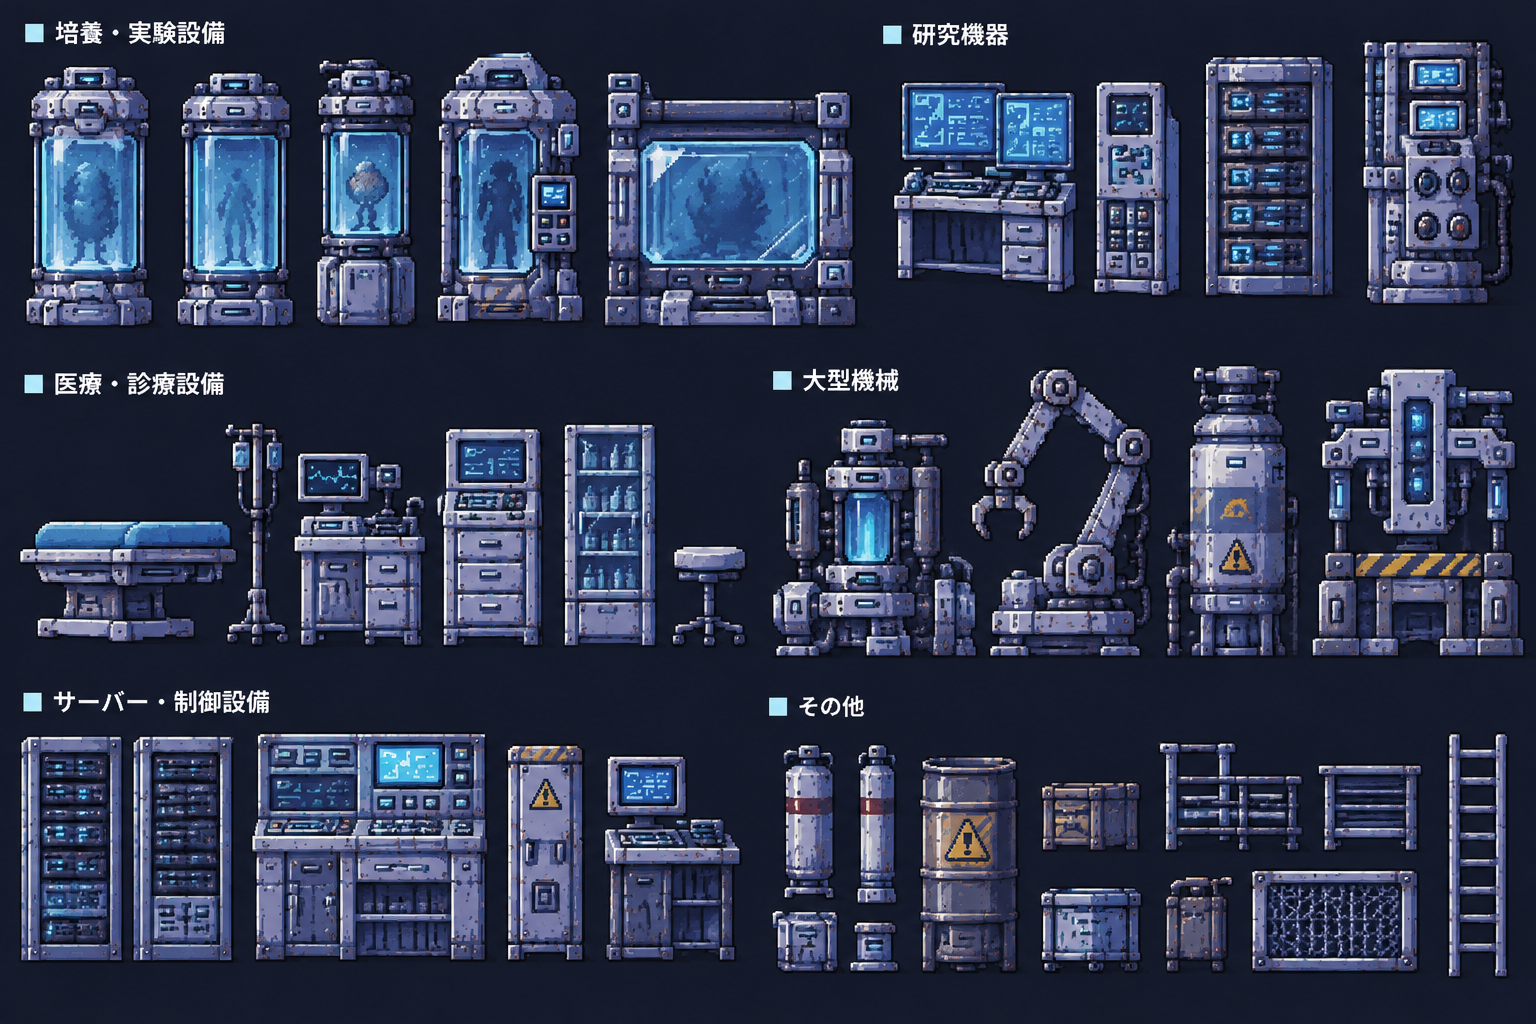 培養・実験設備
研究機器
医療・診療設備
大型機械
サーバー・制御設備
その他